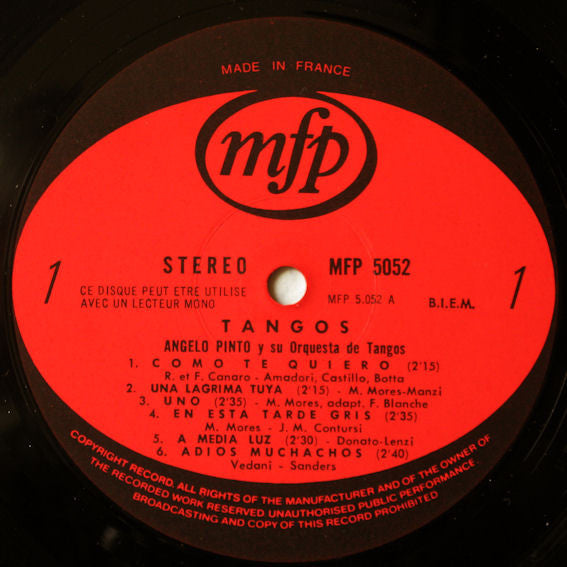 MADE IN FRANCE
mfp
STEREO
MFP 5052
1
CE DISQUE PEUT ETRE UTILISE
AVEC UN LECTEUR MONO
MFP 5.052 A
B.I.E.M.
1
TANGOS
ANGELO PINTO y su Orquesta de Tangos
1. COMO TE QUIERO (2'15)
R. et F. Canaro - Amadori, Castillo, Botta
2. UNA LAGRIMA TUYA (2'15) - M. Mores-Manzi
3. UNO (2'35) - M. Mores, adapt. F. Blanche
4. EN ESTA TARDE GRIS (2'35)
M. Mores - J. M. Contursi
5. A MEDIA LUZ (2'30) - Donato-Lenzi
6. ADIOS MUCHACHOS (2'40)
Vedani - Sanders
COPYRIGHT RECORD. ALL RIGHTS OF THE MANUFACTURER AND OF THE OWNER OF
THE RECORDED WORK RESERVED. UNAUTHORISED PUBLIC PERFORMANCE.
BROADCASTING AND COPY OF THIS RECORD PROHIBITED